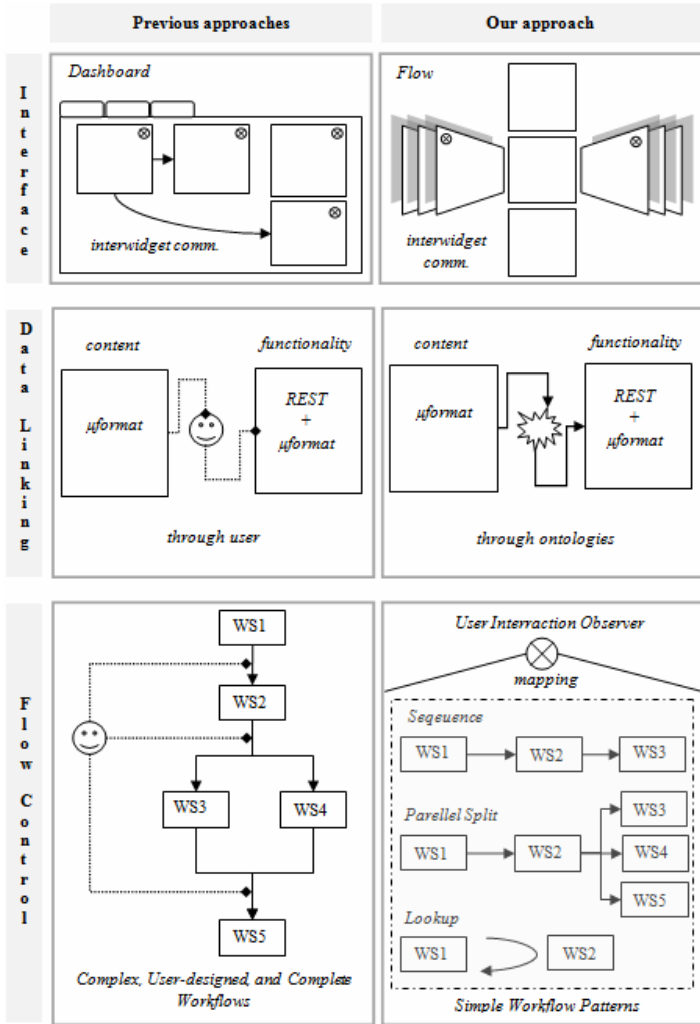 Previous approaches
Our approach
Interface
Dashboard
interwidget comm.
Flow
interwidget
comm.
Data Linking
content
functionality
μformat
REST
+
μformat
through user
content
functionality
μformat
REST
+
μformat
through ontologies
Flow Control
WS1
WS2
WS3
WS4
WS5
Complex, User-designed, and Complete
Workflows
User Interraction Observer
mapping
Seqeuence
WS1
WS2
WS3
Parellel Split
WS1
WS2
WS3
WS4
WS5
Lookup
WS1
WS2
Simple Workflow Patterns